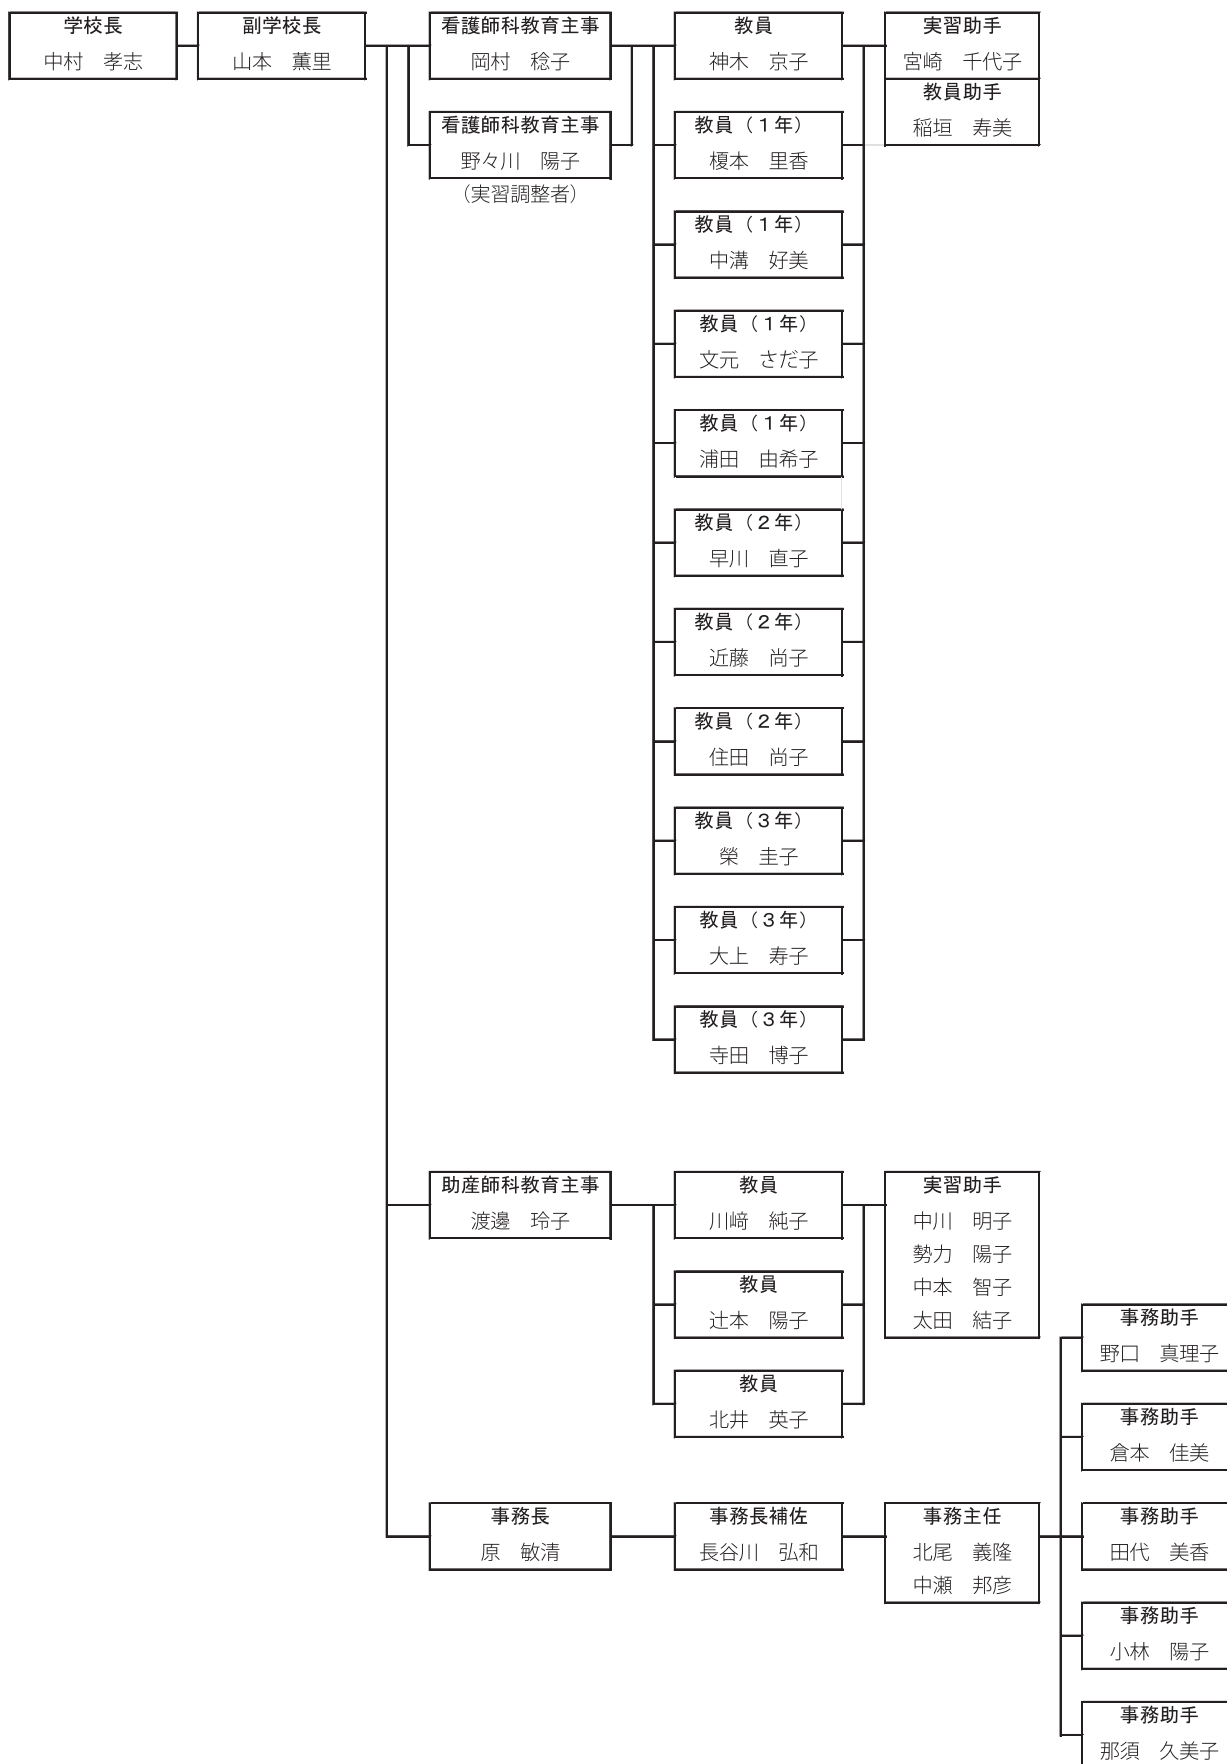 学校長
中村　孝志
副学校長
山本　薫里
看護師科教育主事
岡村　稔子
看護師科教育主事
野々川　陽子
（実習調整者）
教員
神木　京子
教員（１年）
榎本　里香
教員（１年）
中溝　好美
教員（１年）
文元　さだ子
教員（１年）
浦田　由希子
教員（２年）
早川　直子
教員（２年）
近藤　尚子
教員（２年）
住田　尚子
教員（３年）
榮　圭子
教員（３年）
大上　寿子
教員（３年）
寺田　博子
実習助手
宮崎　千代子
教員助手
稲垣　寿美
助産師科教育主事
渡邊　玲子
教員
川﨑　純子
教員
辻本　陽子
教員
北井　英子
実習助手
中川　明子
勢力　陽子
中本　智子
太田　結子
事務長
原　敏清
事務長補佐
長谷川　弘和
事務主任
北尾　義隆
中瀬　邦彦
事務助手
野口　真理子
事務助手
倉本　佳美
事務助手
田代　美香
事務助手
小林　陽子
事務助手
那須　久美子